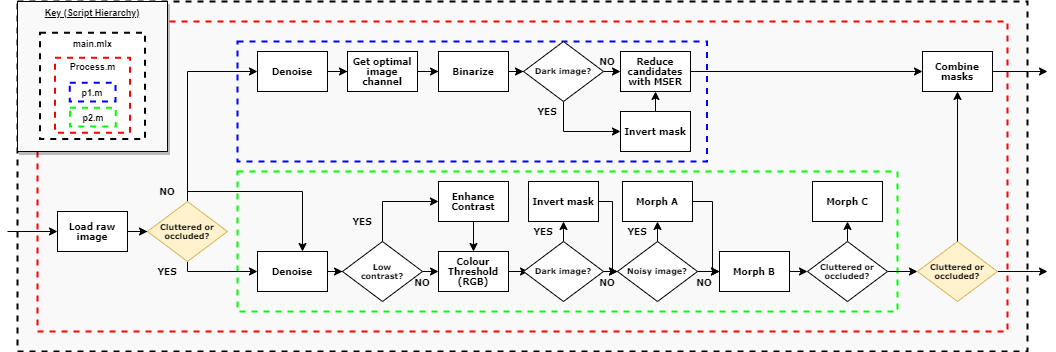 Key (Script Hierarchy)
main.mlx
Process.m
p1.m
p2.m
Denoise
Get optimal
image
channel
Binarize
Dark image?
NO
YES
Reduce
candidates
with MSER
Invert mask
Combine
masks
Load raw
image
NO
Cluttered or
occluded?
YES
Denoise
Low
contrast?
YES
NO
Enhance
Contrast
Colour
Threshold
(RGB)
Invert mask
YES
Dark image?
NO
Morph A
YES
Noisy image?
NO
Morph B
Morph C
Cluttered or
occluded?
Cluttered or
occluded?